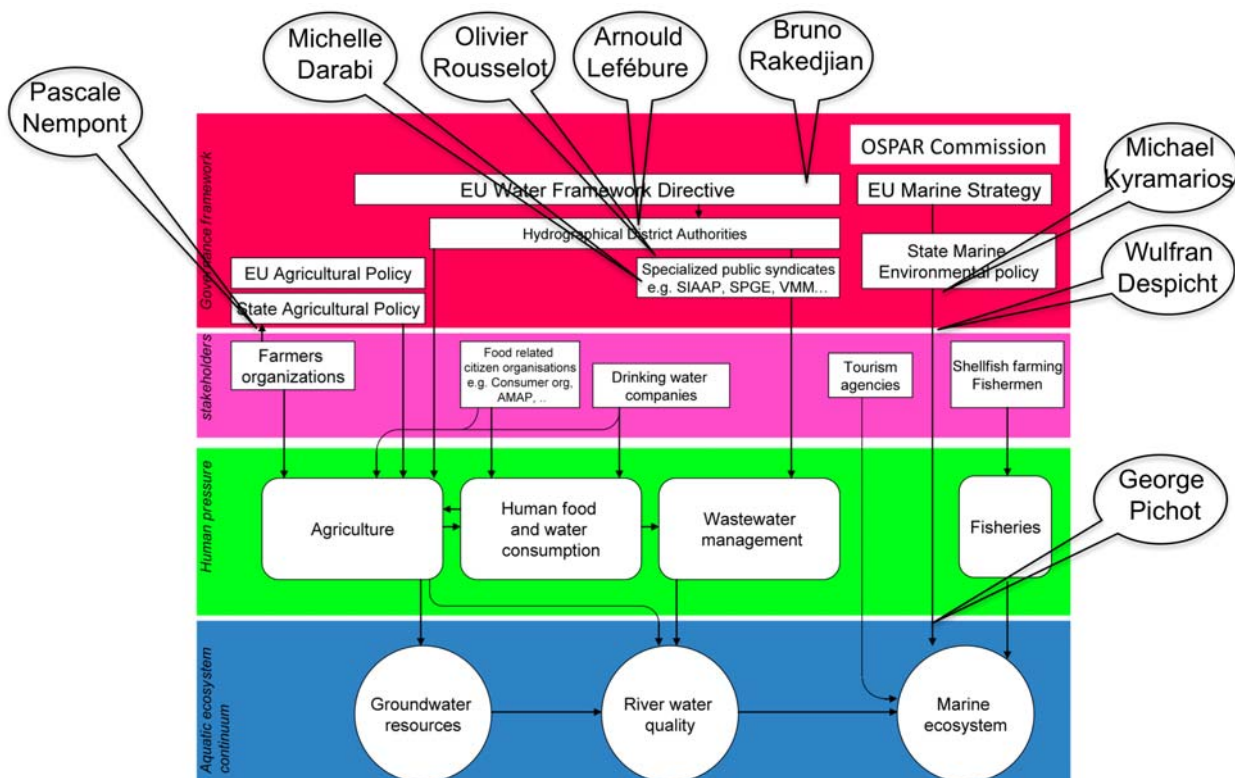 Michelle
Darabi
Olivier
Rousselot
Arnould
Lefébure
Bruno
Rakedjian
Pascale
Nempont
Michael
Kyramarios
Wulfran
Despicht
George
Pichot
Governance framework
OSPAR Commission
EU Water Framework Directive
EU Marine Strategy
Hydrographical District Authorities
State Marine
Environmental policy
EU Agricultural Policy
Specialized public syndicates
e.g. SIAAP, SPGE, VMM...
State Agricultural Policy
stakeholders
Farmers
organizations
Food related
citizen organisations
e.g. Consumer org,
AMAP, ..
Drinking water
companies
Tourism
agencies
Shellfish farming
Fishermen
Human pressure
Agriculture
Human food
and water
consumption
Wastewater
management
Fisheries
Aquatic ecosystem
continuum
Groundwater
resources
River water
quality
Marine
ecosystem